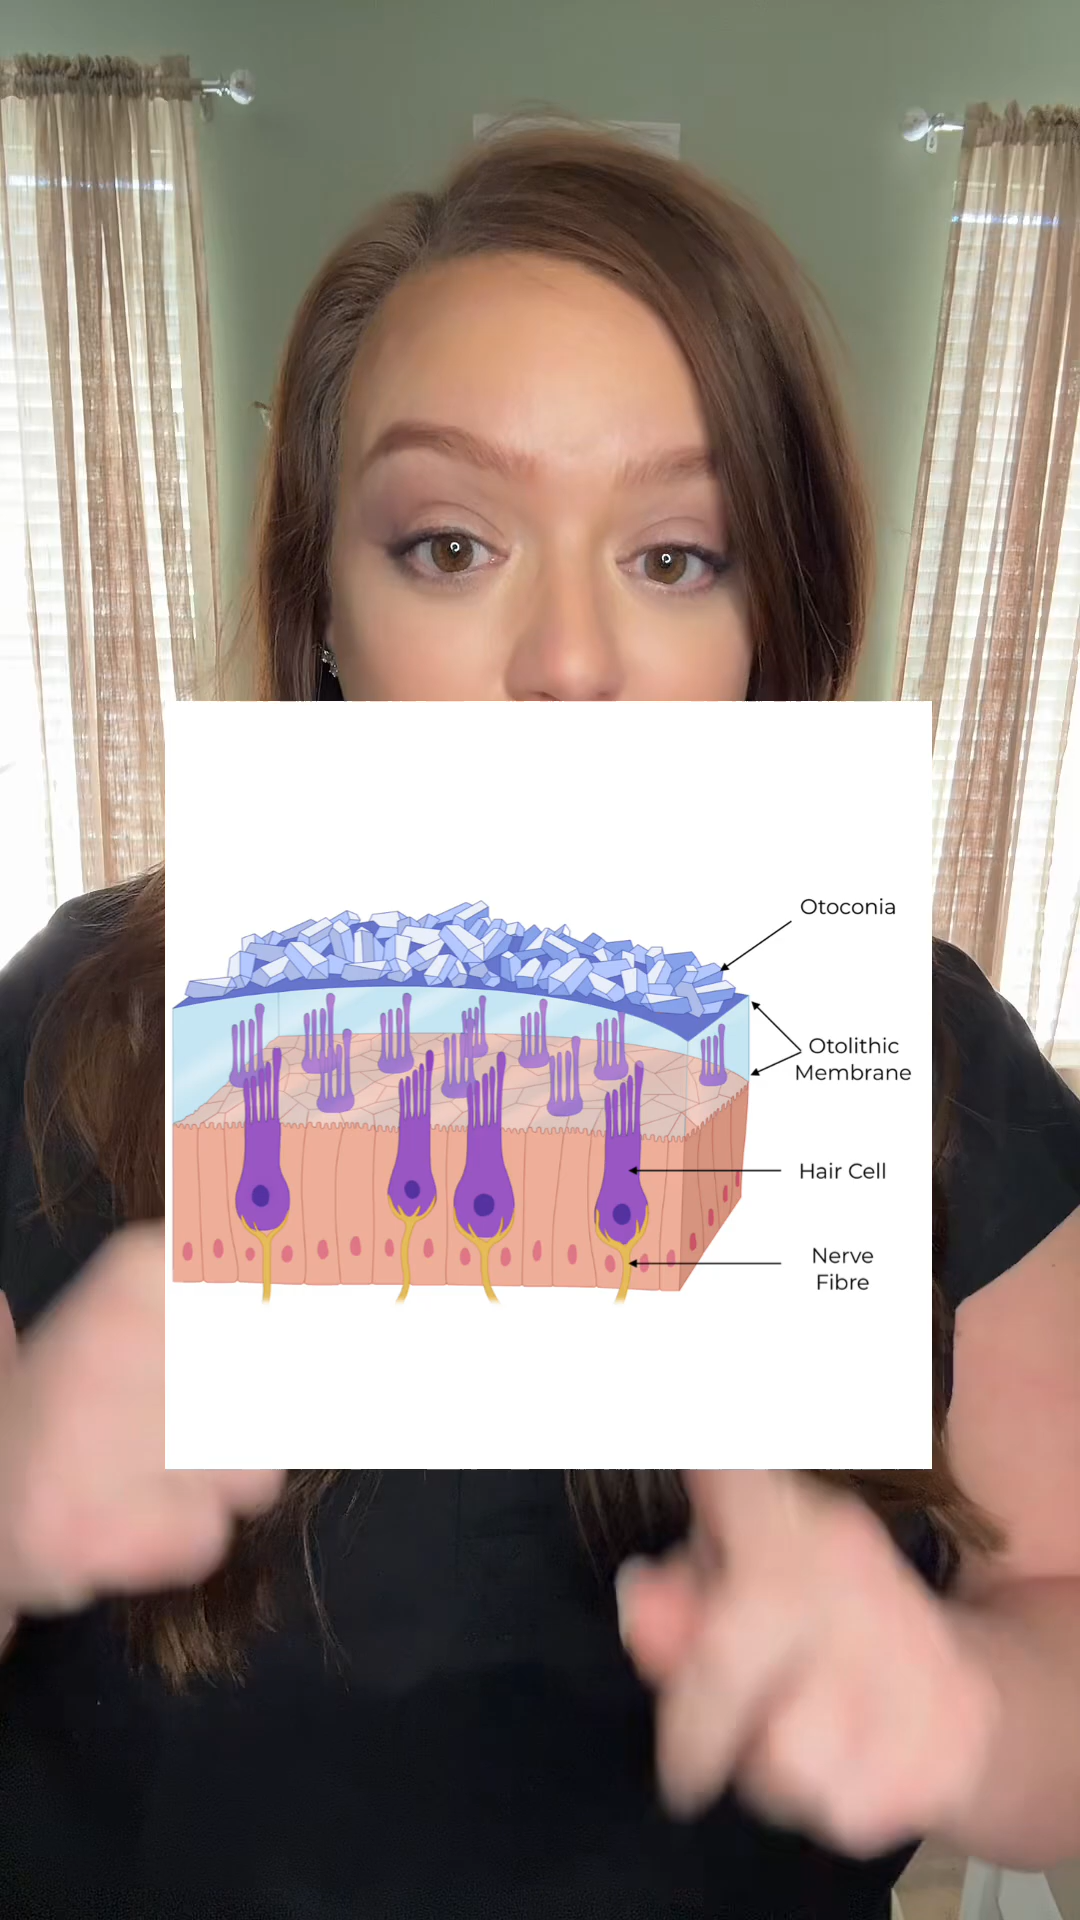 Otoconia
Otolithic
Membrane
Hair Cell
Nerve
Fibre